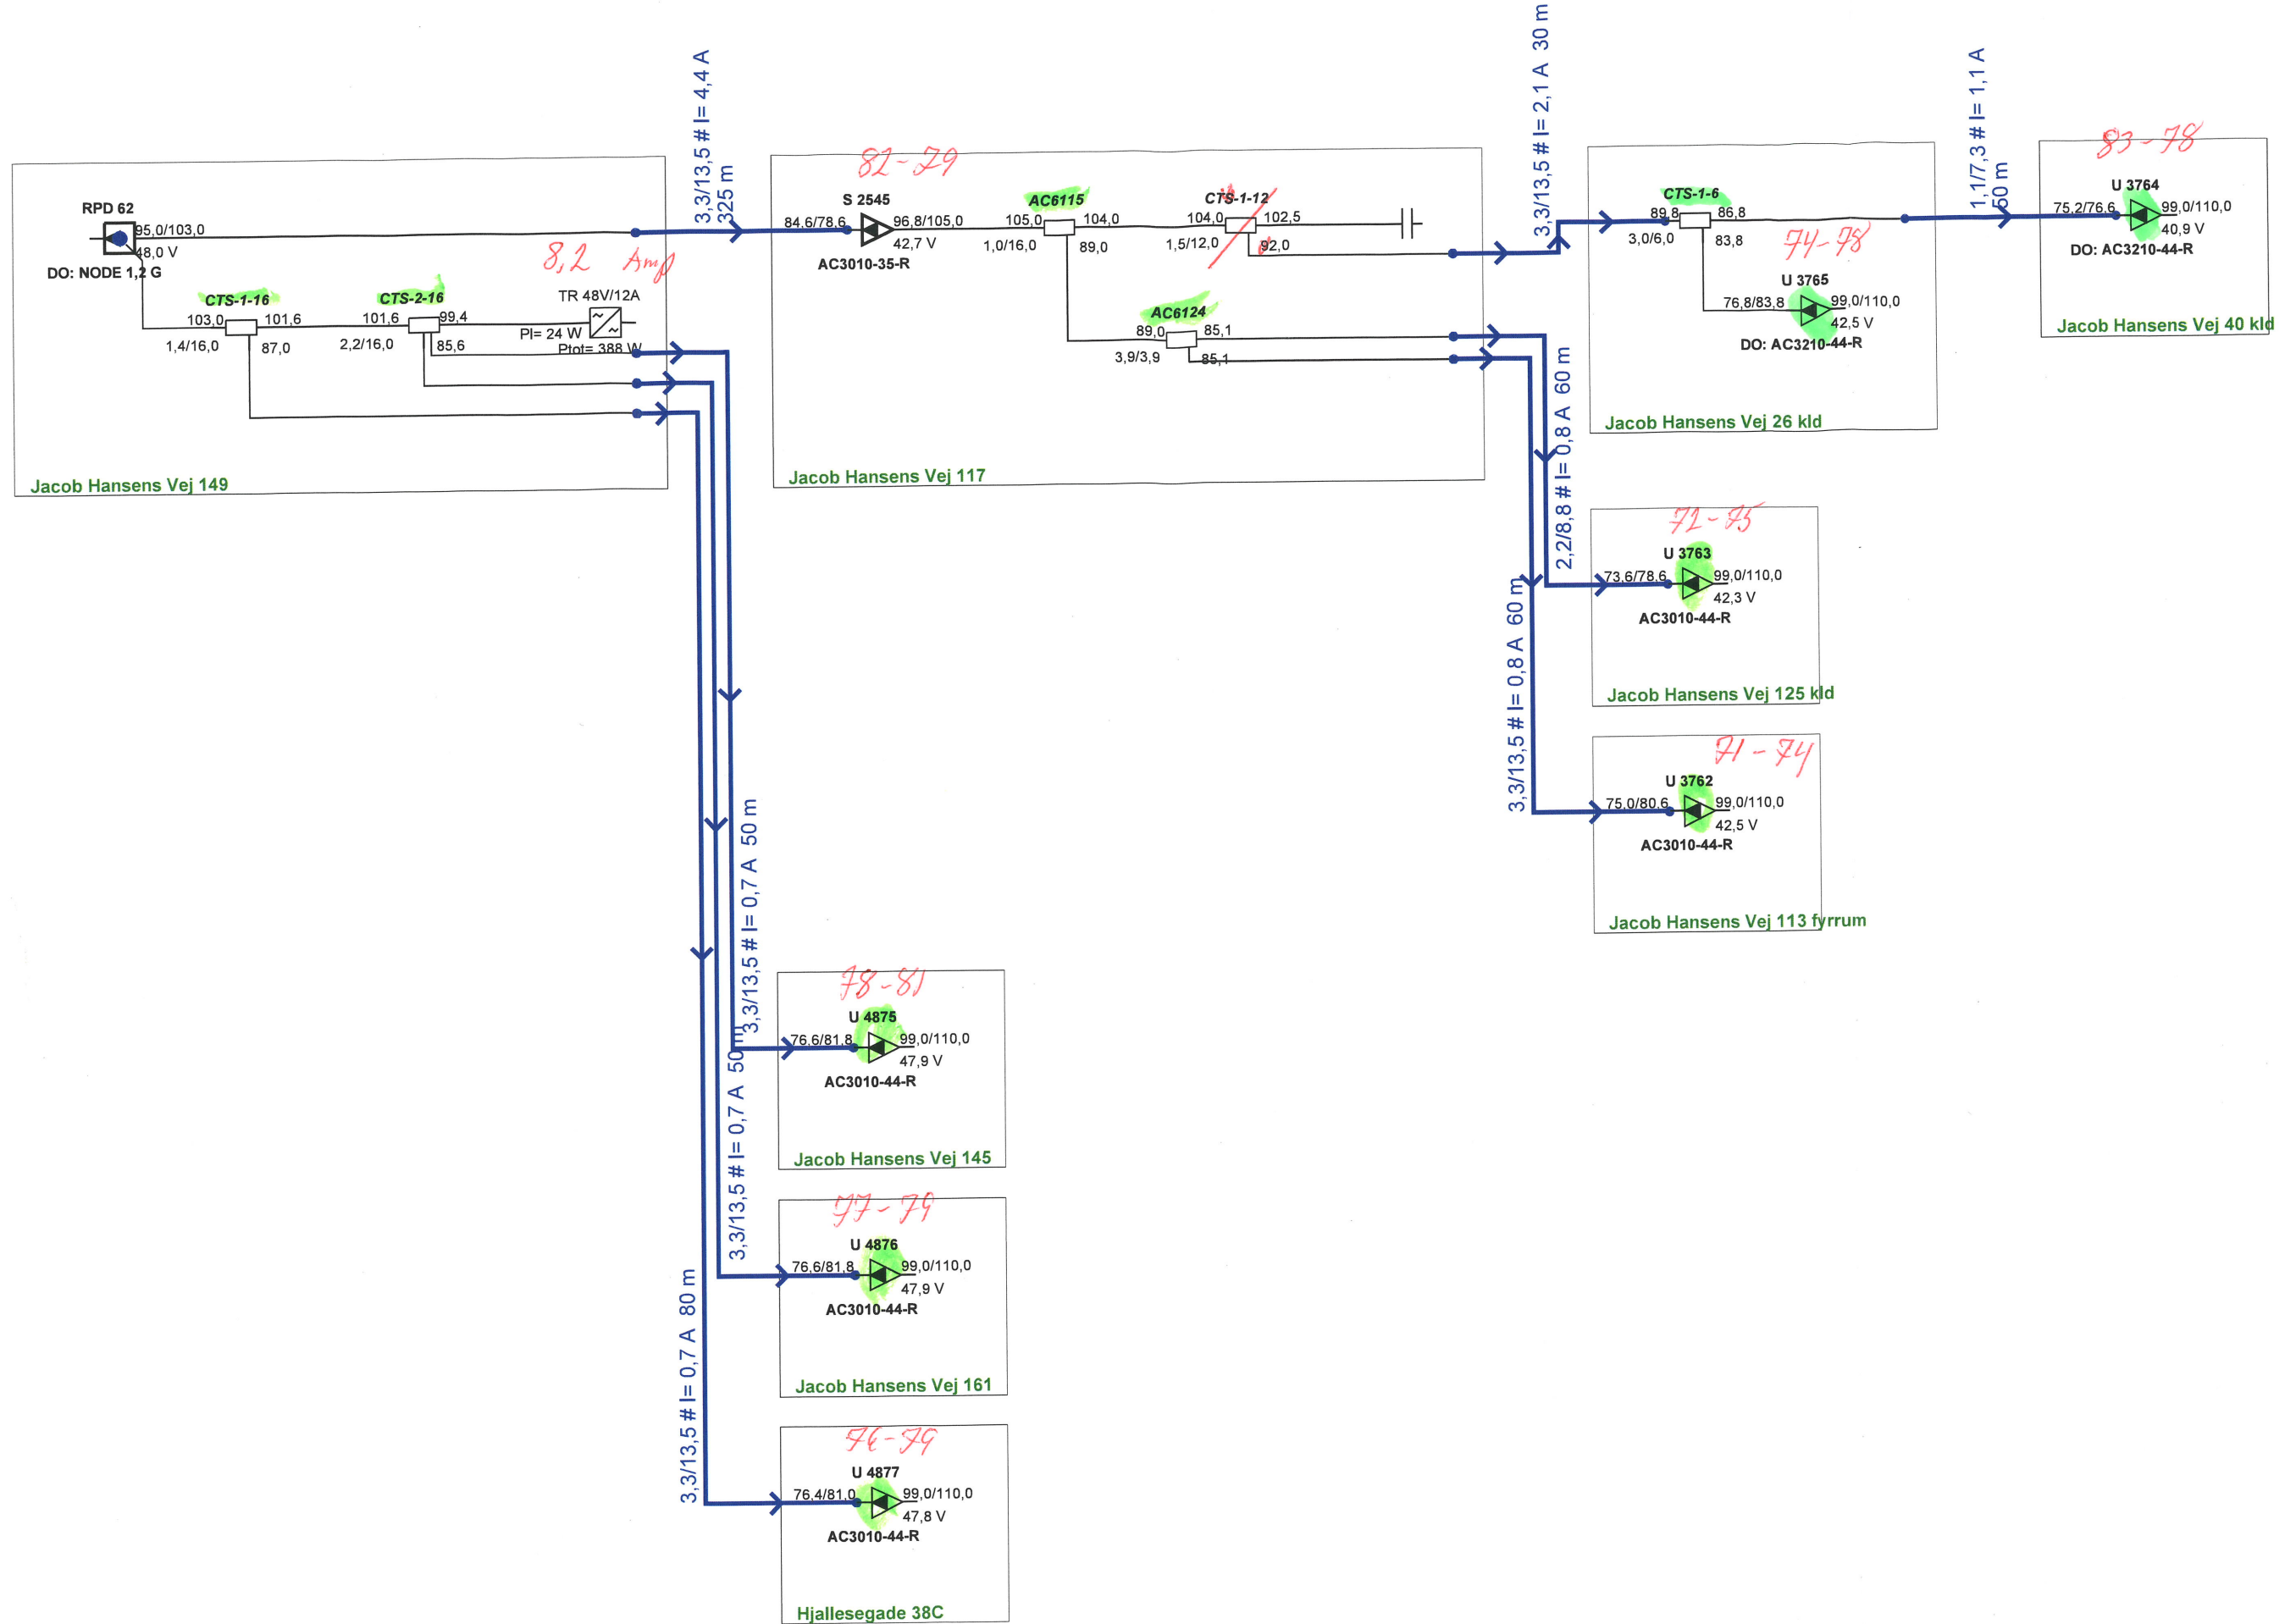 RPD 62
95,0/103,0
48,0 V
DO: NODE 1,2 G
8,2 Amp
CTS-1-16
103,0
101,6
1,4/16,0
87,0
CTS-2-16
101,6
99,4
2,2/16,0
85,6
TR 48V/12A
PI= 24 W
Ptot= 388 W
Jacob Hansens Vej 149
3,3/13,5 # I= 4,4 A
325 m
82-79
S 2545
84,6/78,6
96,8/105,0
42,7 V
AC3010-35-R
AC6115
105,0
104,0
1,0/16,0
89,0
CTS-1-12
104,0
102,5
1,5/12,0
92,0
AC6124
89,0
85,1
3,9/3,9
85,1
Jacob Hansens Vej 117
3,3/13,5 # I= 2,1 A 30 m
CTS-1-6
89,8
86,8
3,0/6,0
83,8
74-78
U 3765
76,8/83,8
99,0/110,0
42,5 V
DO: AC3210-44-R
Jacob Hansens Vej 26 kld
1,1/7,3 # I= 1,1 A
50 m
83-78
U 3764
75,2/76,6
99,0/110,0
40,9 V
DO: AC3210-44-R
Jacob Hansens Vej 40 kld
2,2/8,8 # I= 0,8 A 60 m
72-75
U 3763
73,6/78,6
99,0/110,0
42,3 V
AC3010-44-R
Jacob Hansens Vej 125 kld
3,3/13,5 # I= 0,8 A 60 m
71-74
U 3762
75,0/80,6
99,0/110,0
42,5 V
AC3010-44-R
Jacob Hansens Vej 113 fyrrum
3,3/13,5 # I= 0,7 A 50 m
78-81
U 4875
76,6/81,8
99,0/110,0
47,9 V
AC3010-44-R
Jacob Hansens Vej 145
3,3/13,5 # I= 0,7 A 50 m
77-79
U 4876
76,6/81,8
99,0/110,0
47,9 V
AC3010-44-R
Jacob Hansens Vej 161
3,3/13,5 # I= 0,7 A 80 m
76-79
U 4877
76,4/81,0
99,0/110,0
47,8 V
AC3010-44-R
Hjallesegade 38C